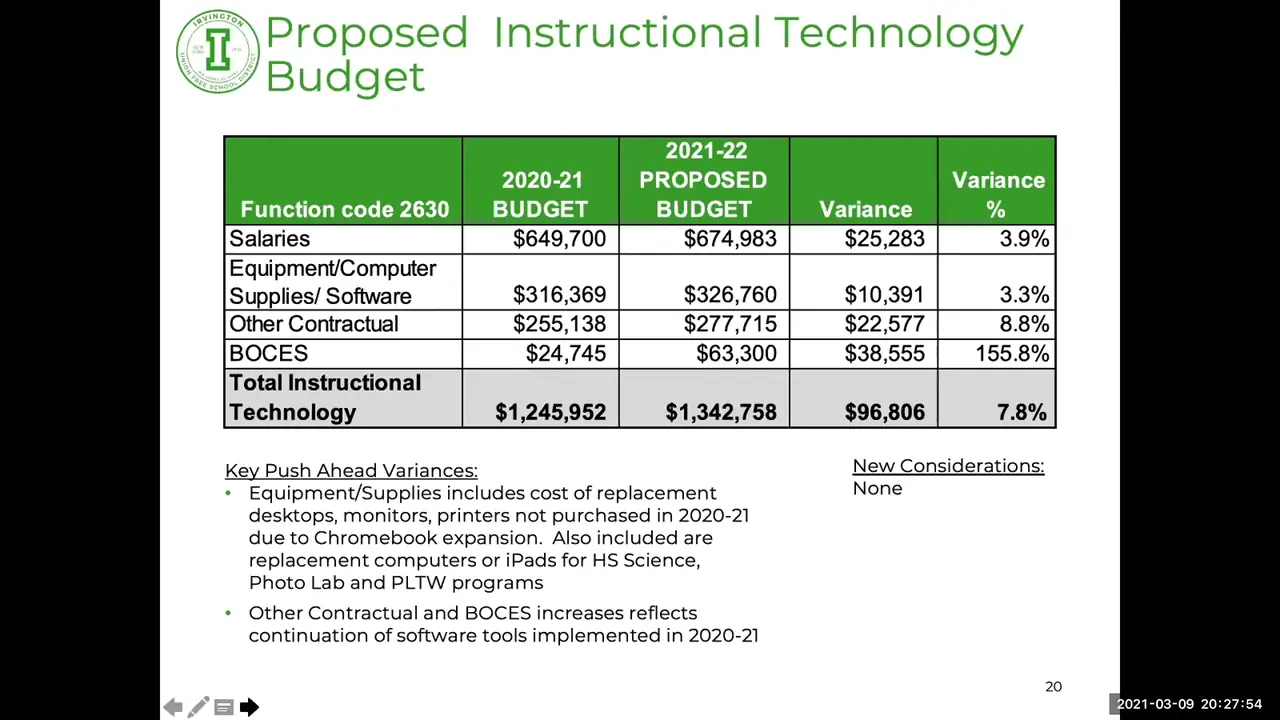 IRVINGTON
UNION FREE SCHOOL DISTRICT
I
Proposed Instructional Technology
Budget
Function code 2630 2020-21 BUDGET 2021-22 PROPOSED BUDGET Variance Variance %
Salaries $649,700 $674,983 $25,283 3.9%
Equipment/Computer
Supplies/ Software $316,369 $326,760 $10,391 3.3%
Other Contractual $255,138 $277,715 $22,577 8.8%
BOCES $24,745 $63,300 $38,555 155.8%
Total Instructional
Technology $1,245,952 $1,342,758 $96,806 7.8%
Key Push Ahead Variances:
• Equipment/Supplies includes cost of replacement
desktops, monitors, printers not purchased in 2020-21
due to Chromebook expansion. Also included are
replacement computers or iPads for HS Science,
Photo Lab and PLTW programs
• Other Contractual and BOCES increases reflects
continuation of software tools implemented in 2020-21
New Considerations:
None
20
2021-03-09 20:27:54